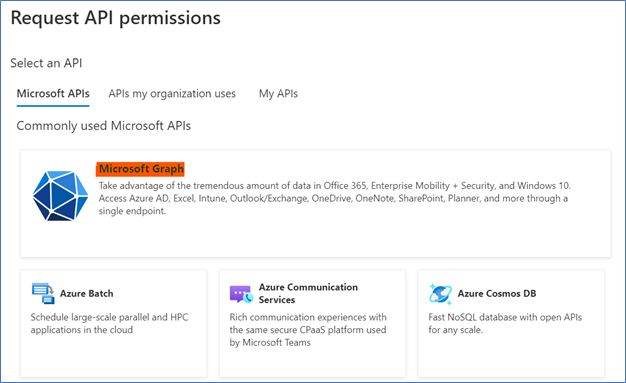 Request API permissions
Select an API
Microsoft APIs APIs my organization uses My APIs
Commonly used Microsoft APIs
Microsoft Graph
Take advantage of the tremendous amount of data in Office 365, Enterprise Mobility + Security, and Windows 10.
Access Azure AD, Excel, Intune, Outlook/Exchange, OneDrive, OneNote, SharePoint, Planner, and more through a
single endpoint.
Azure Batch
Schedule large-scale parallel and HPC
applications in the cloud
Azure Communication
Services
Rich communication experiences with
the same secure CPaaS platform used
by Microsoft Teams
Azure Cosmos DB
Fast NoSQL database with open APIs
for any scale.